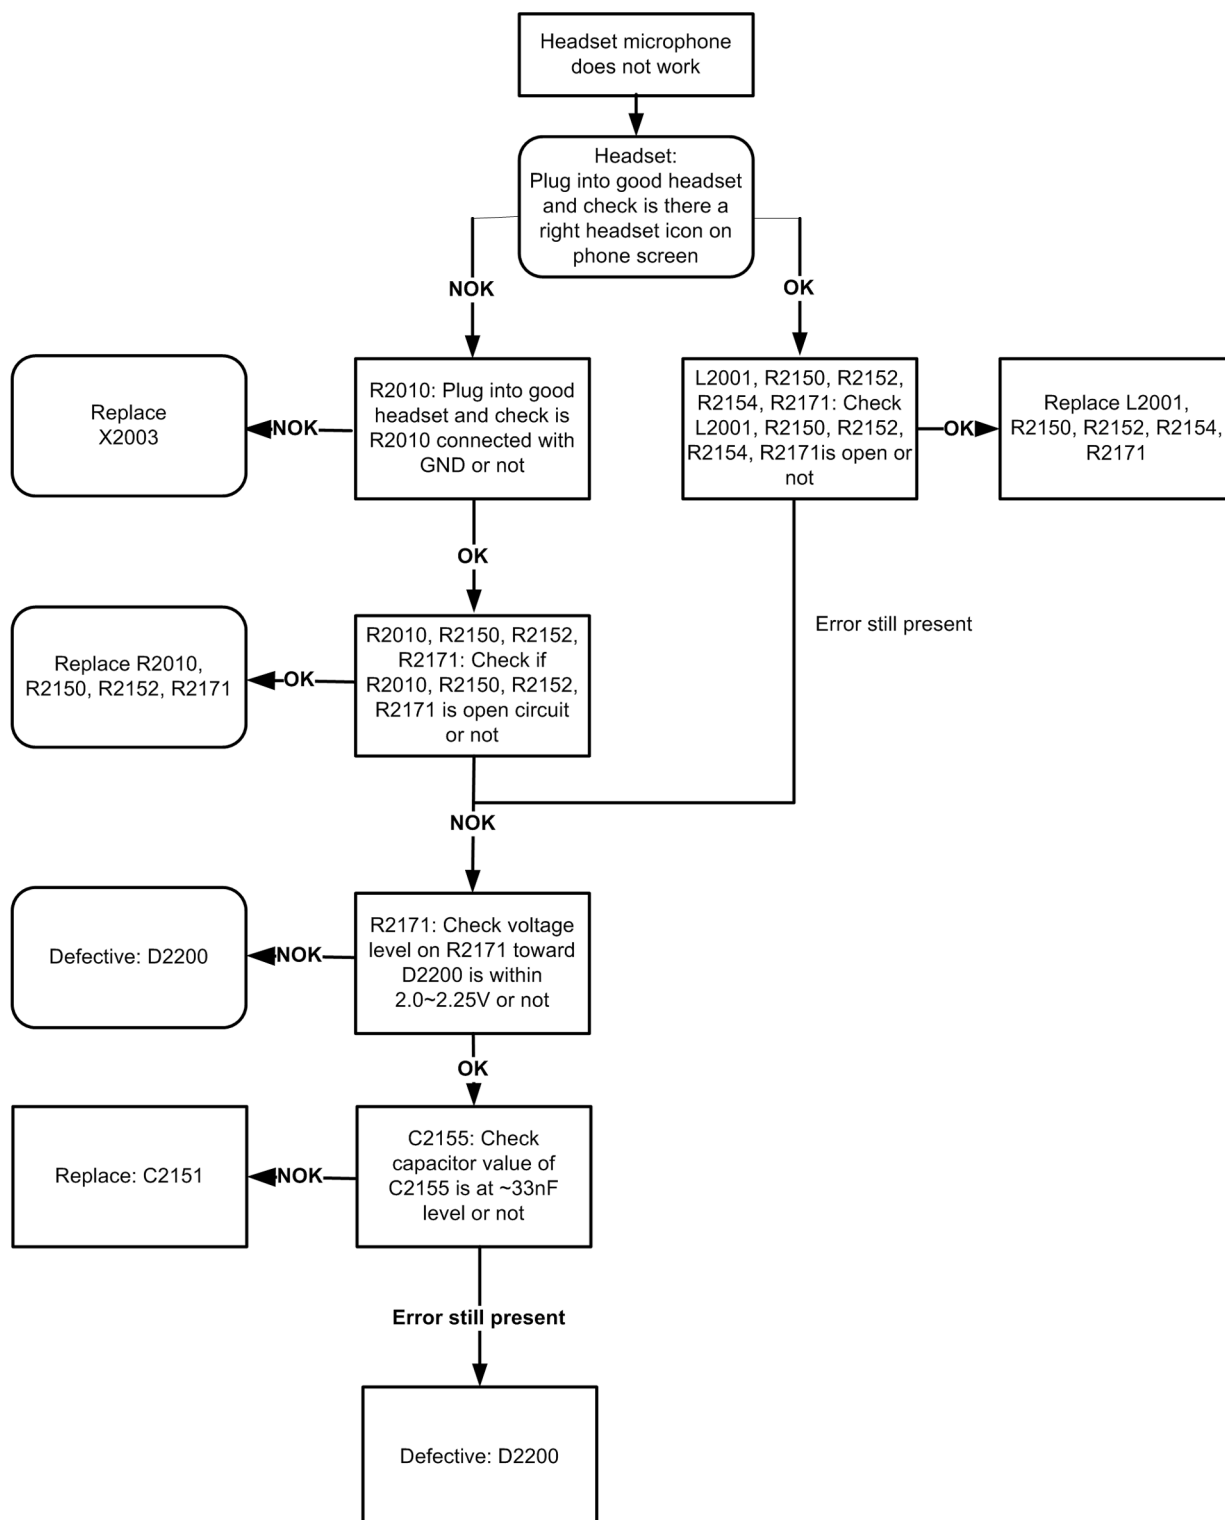 Headset microphone
does not work
Headset:
Plug into good headset
and check is there a
right headset icon on
phone screen
NOK
OK
Replace
X2003
NOK
R2010: Plug into good
headset and check is
R2010 connected with
GND or not
L2001, R2150, R2152,
R2154, R2171: Check
L2001, R2150, R2152,
R2154, R2171is open or
not
OK
Replace L2001,
R2150, R2152, R2154,
R2171
OK
Error still present
Replace R2010,
R2150, R2152, R2171
OK
R2010, R2150, R2152,
R2171: Check if
R2010, R2150, R2152,
R2171 is open circuit
or not
NOK
Defective: D2200
NOK
R2171: Check voltage
level on R2171 toward
D2200 is within
2.0~2.25V or not
OK
Replace: C2151
NOK
C2155: Check
capacitor value of
C2155 is at ~33nF
level or not
Error still present
Defective: D2200